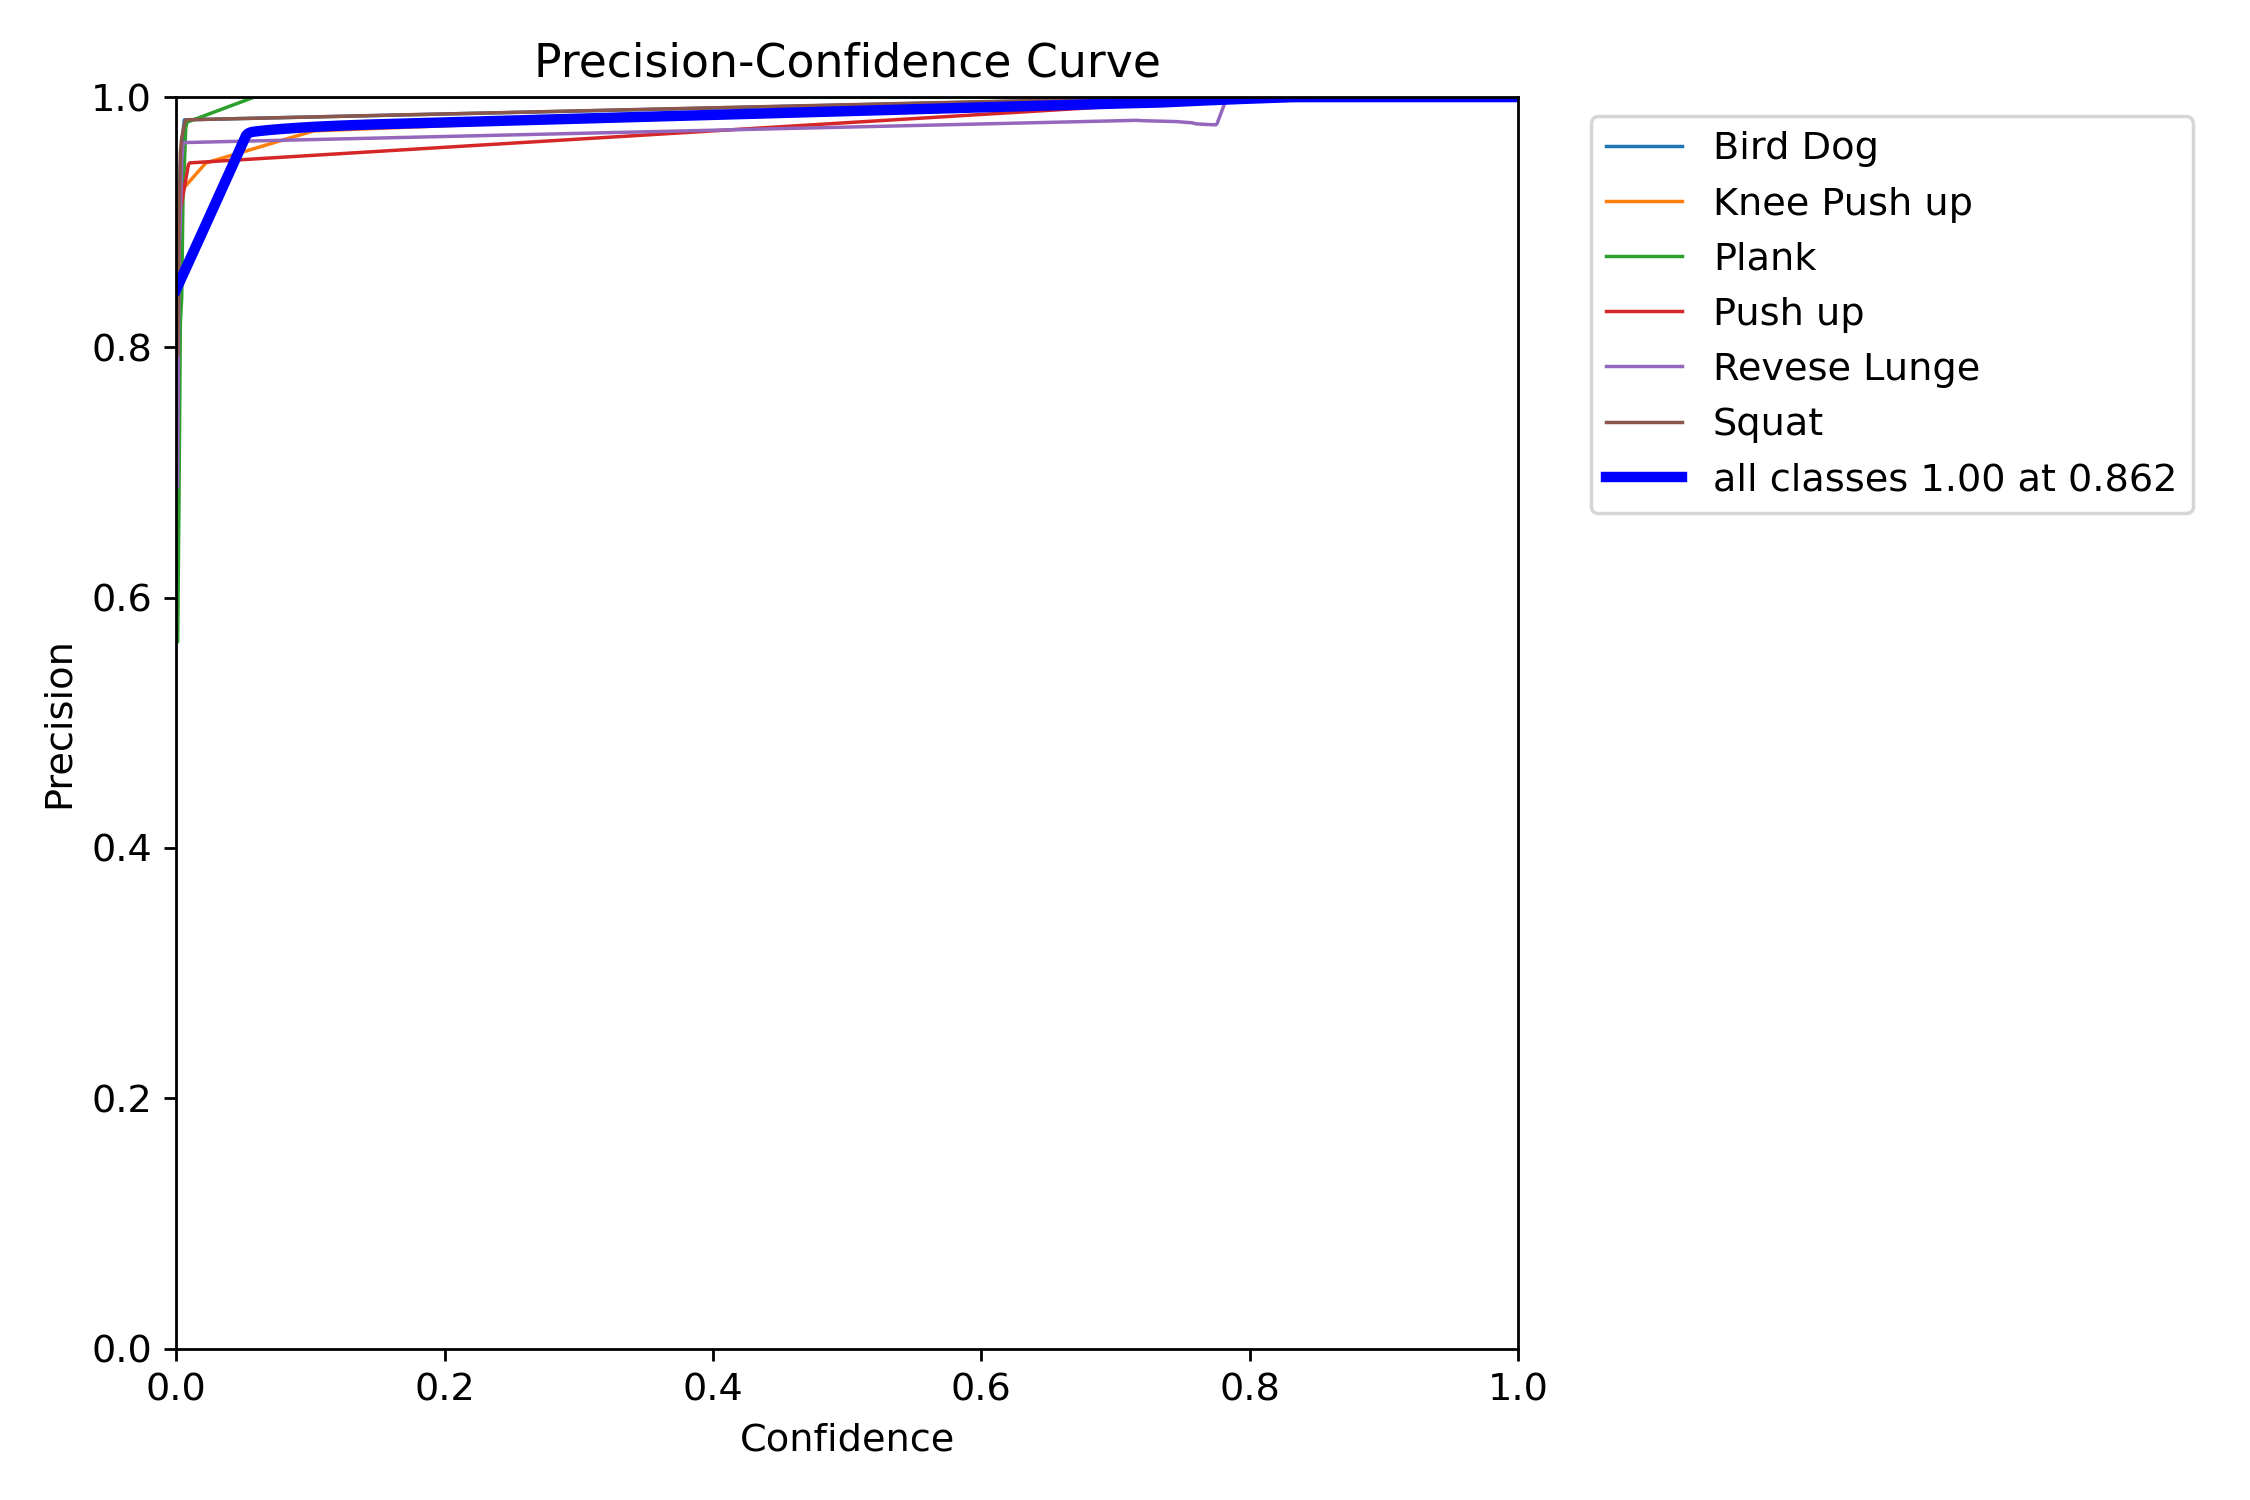 Precision-Confidence Curve
1.0
0.8
0.6
0.4
0.2
0.0
Precision
0.0 0.2 0.4 0.6 0.8 1.0
Confidence
Bird Dog
Knee Push up
Plank
Push up
Revese Lunge
Squat
all classes 1.00 at 0.862